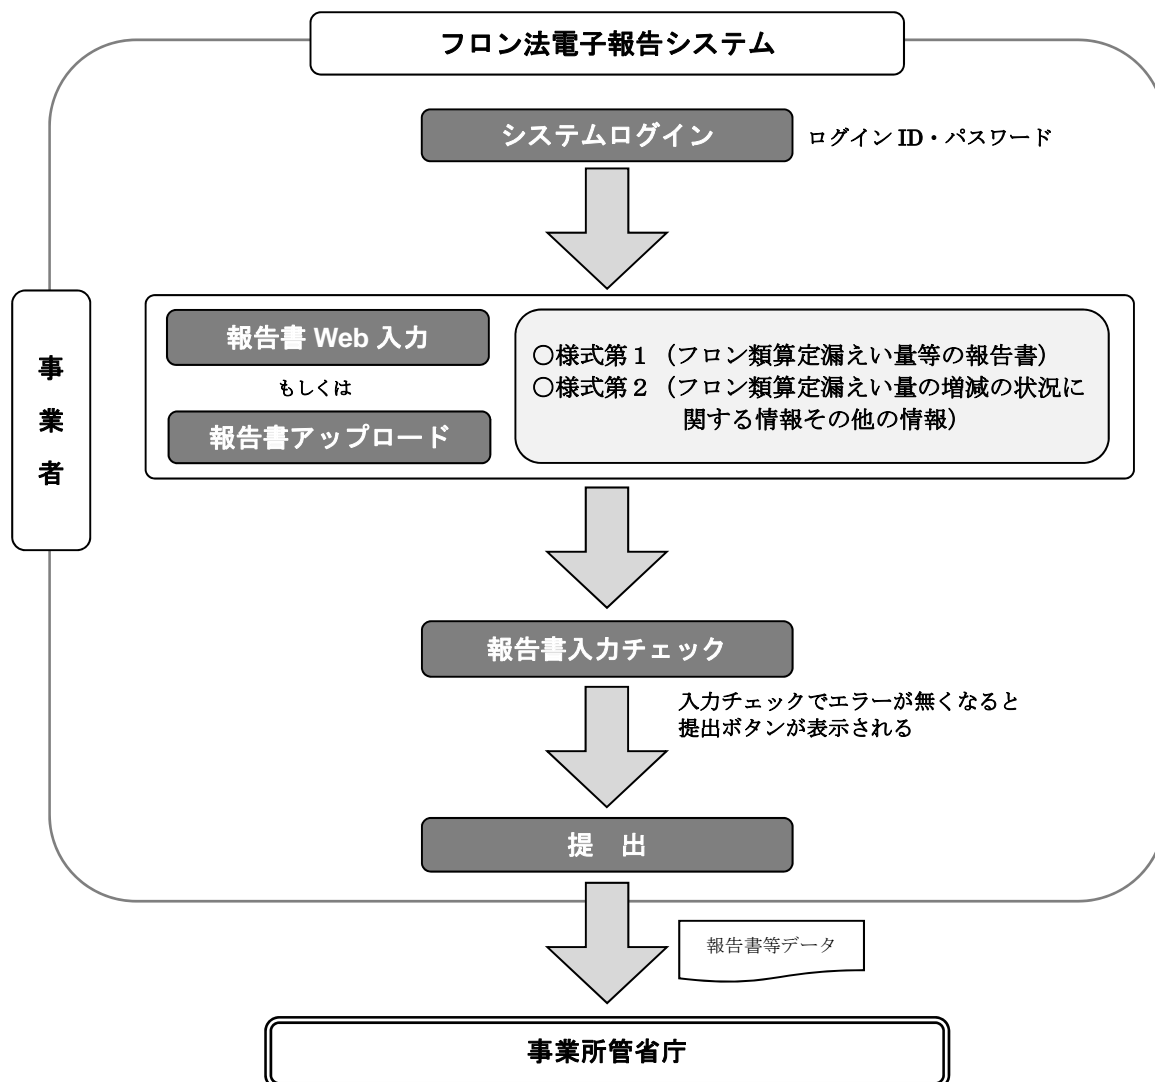 フロン法電子報告システム
システムログイン
ログイン ID・パスワード
事
業
者
報告書 Web 入力
もしくは
報告書アップロード
○様式第１（フロン類算定漏えい量等の報告書）
○様式第２（フロン類算定漏えい量の増減の状況に
関する情報その他の情報）
報告書入力チェック
入力チェックでエラーが無くなると
提出ボタンが表示される
提　出
報告書等データ
事業所管省庁